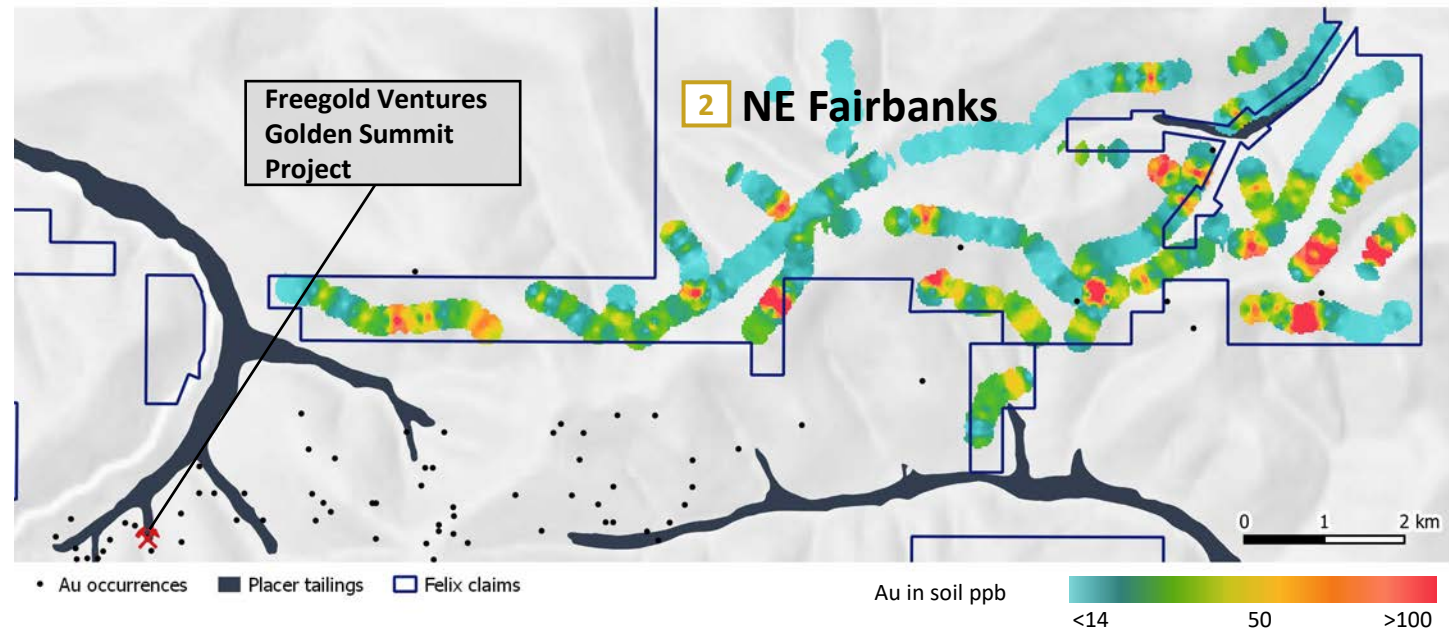 Freegold Ventures
Golden Summit
Project
2 NE Fairbanks
0 1 2 km
Au occurrences Placer tailings Felix claims
Au in soil ppb
<14 50 >100